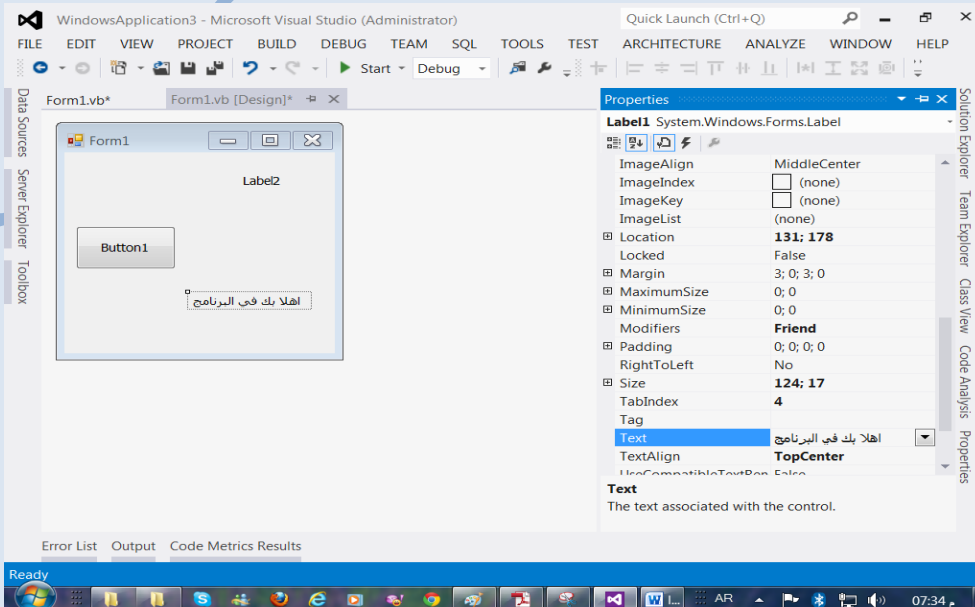 WindowsApplication3 - Microsoft Visual Studio (Administrator)
Quick Launch (Ctrl+Q)
FILE EDIT VIEW PROJECT BUILD DEBUG TEAM SQL TOOLS TEST ARCHITECTURE ANALYZE WINDOW HELP
Start Debug
Data Sources
Server Explorer
Toolbox
Form1.vb*
Form1.vb [Design]*
Form1
Label2
Button1
اهلا بك في البرنامج
Properties
Label1 System.Windows.Forms.Label
ImageAlign MiddleCenter
ImageIndex (none)
ImageKey (none)
ImageList (none)
Location 131; 178
Locked False
Margin 3; 0; 3; 0
MaximumSize 0; 0
MinimumSize 0; 0
Modifiers Friend
Padding 0; 0; 0; 0
RightToLeft No
Size 124; 17
TabIndex 4
Tag
Text اهلا بك في البرنامج
TextAlign TopCenter
UseCompatibleTextRen False
Text
The text associated with the control.
Solution Explorer
Team Explorer
Class View
Code Analysis
Properties
Error List Output Code Metrics Results
Ready
AR
07:34 م